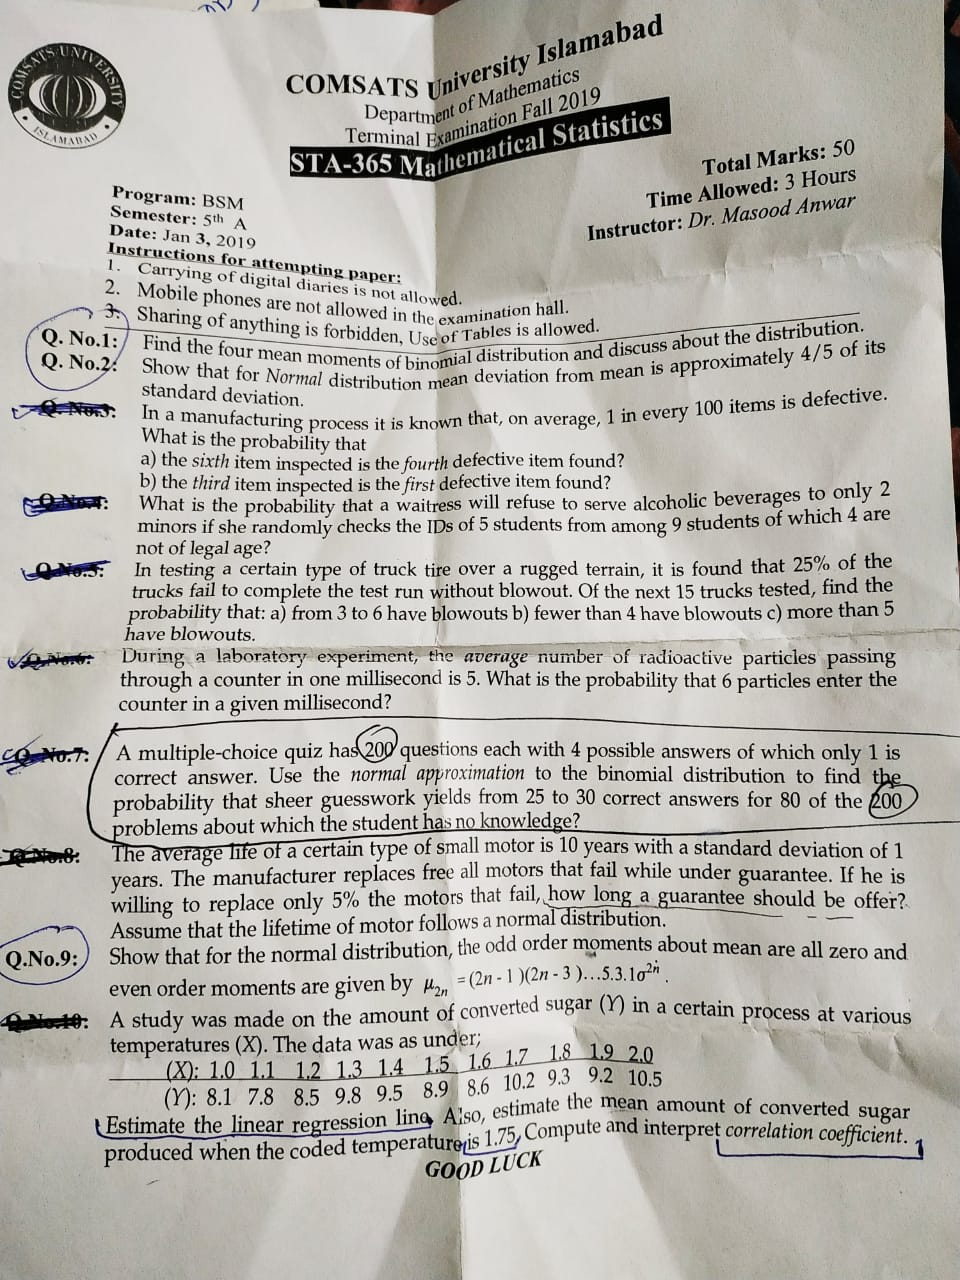 COMSATS UNIVERSITY
ISLAMABAD
COMSATS University Islamabad
Department of Mathematics
Terminal Examination Fall 2019
STA-365 Mathematical Statistics
Total Marks: 50
Time Allowed: 3 Hours
Instructor: Dr. Masood Anwar
Program: BSM
Semester: 5th A
Date: Jan 3, 2019
Instructions for attempting paper:
1. Carrying of digital diaries is not allowed.
2. Mobile phones are not allowed in the examination hall.
3. Sharing of anything is forbidden, Use of Tables is allowed.
Q. No.1: Find the four mean moments of binomial distribution and discuss about the distribution.
Q. No.2: Show that for Normal distribution mean deviation from mean is approximately 4/5 of its
standard deviation.
Q. No.3: In a manufacturing process it is known that, on average, 1 in every 100 items is defective.
What is the probability that
a) the sixth item inspected is the fourth defective item found?
b) the third item inspected is the first defective item found?
Q.No.4: What is the probability that a waitress will refuse to serve alcoholic beverages to only 2
minors if she randomly checks the IDs of 5 students from among 9 students of which 4 are
not of legal age?
Q.No.5: In testing a certain type of truck tire over a rugged terrain, it is found that 25% of the
trucks fail to complete the test run without blowout. Of the next 15 trucks tested, find the
probability that: a) from 3 to 6 have blowouts b) fewer than 4 have blowouts c) more than 5
have blowouts.
Q.No.6: During a laboratory experiment, the average number of radioactive particles passing
through a counter in one millisecond is 5. What is the probability that 6 particles enter the
counter in a given millisecond?
Q.No.7: A multiple-choice quiz has 200 questions each with 4 possible answers of which only 1 is
correct answer. Use the normal approximation to the binomial distribution to find the
probability that sheer guesswork yields from 25 to 30 correct answers for 80 of the 200
problems about which the student has no knowledge?
Q.No.8: The average life of a certain type of small motor is 10 years with a standard deviation of 1
years. The manufacturer replaces free all motors that fail while under guarantee. If he is
willing to replace only 5% the motors that fail, how long a guarantee should be offer?
Assume that the lifetime of motor follows a normal distribution.
Q.No.9: Show that for the normal distribution, the odd order moments about mean are all zero and
even order moments are given by μ₂ₙ = (2n - 1 )(2n - 3 )...5.3.1σ²ⁿ .
Q.No.10: A study was made on the amount of converted sugar (Y) in a certain process at various
temperatures (X). The data was as under;
(X): 1.0 1.1 1.2 1.3 1.4 1.5 1.6 1.7 1.8 1.9 2.0
(Y): 8.1 7.8 8.5 9.8 9.5 8.9 8.6 10.2 9.3 9.2 10.5
Estimate the linear regression line. Also, estimate the mean amount of converted sugar
produced when the coded temperature is 1.75, Compute and interpret correlation coefficient.
GOOD LUCK